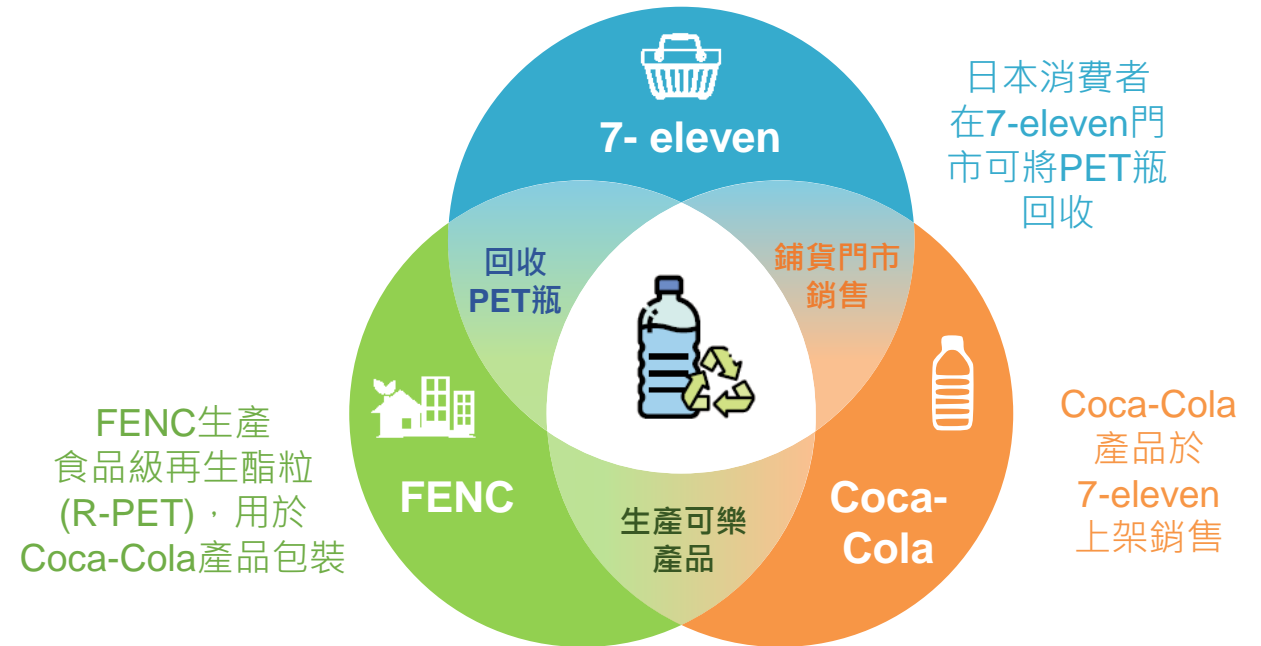 7- eleven
日本消費者
在7-eleven門
市可將PET瓶
回收
回收
PET瓶
鋪貨門市
銷售
FENC生產
食品級再生酯粒
(R-PET)，用於
Coca-Cola產品包裝
FENC
生產可樂
產品
Coca-
Cola
Coca-Cola
產品於
7-eleven
上架銷售